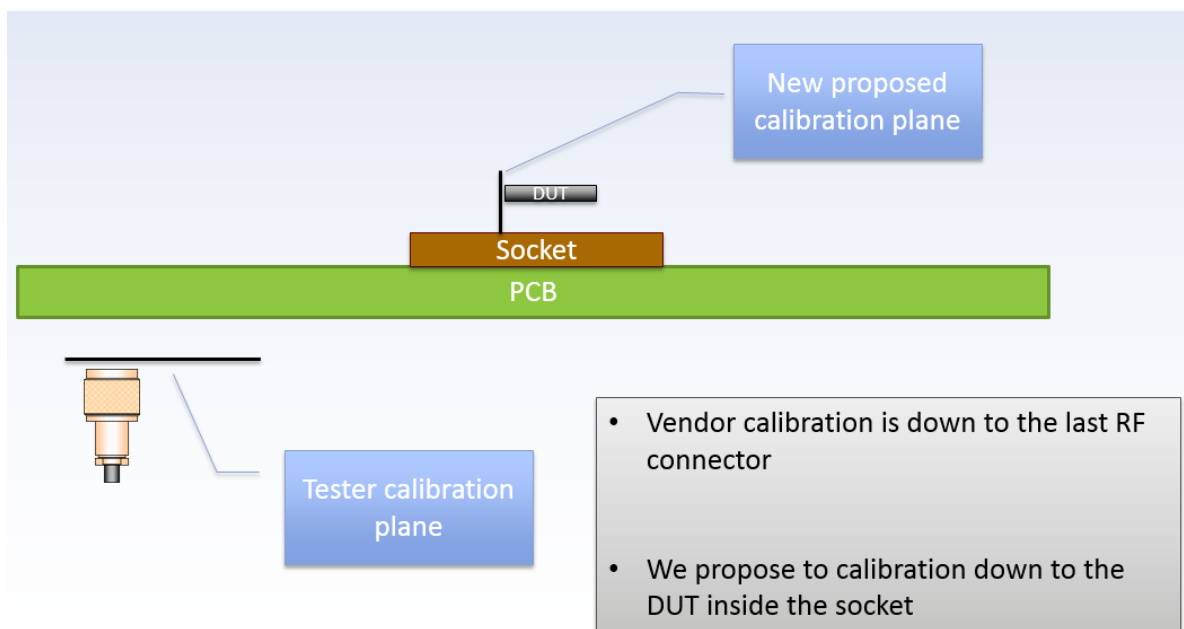 New proposed
calibration plane
DUT
Socket
PCB
Tester calibration
plane
• Vendor calibration is down to the last RF
connector
• We propose to calibration down to the
DUT inside the socket